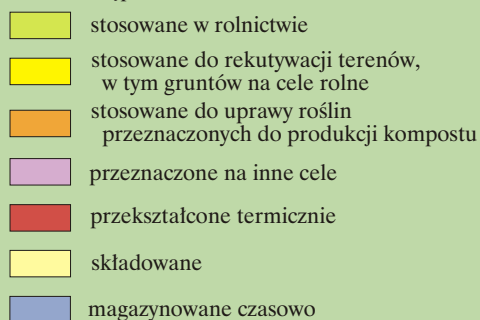 stosowane w rolnictwie
stosowane do rekutywacji terenów,
w tym gruntów na cele rolne
stosowane do uprawy roślin
przeznaczonych do produkcji kompostu
przeznaczone na inne cele
przekształcone termicznie
składowane
magazynowane czasowo